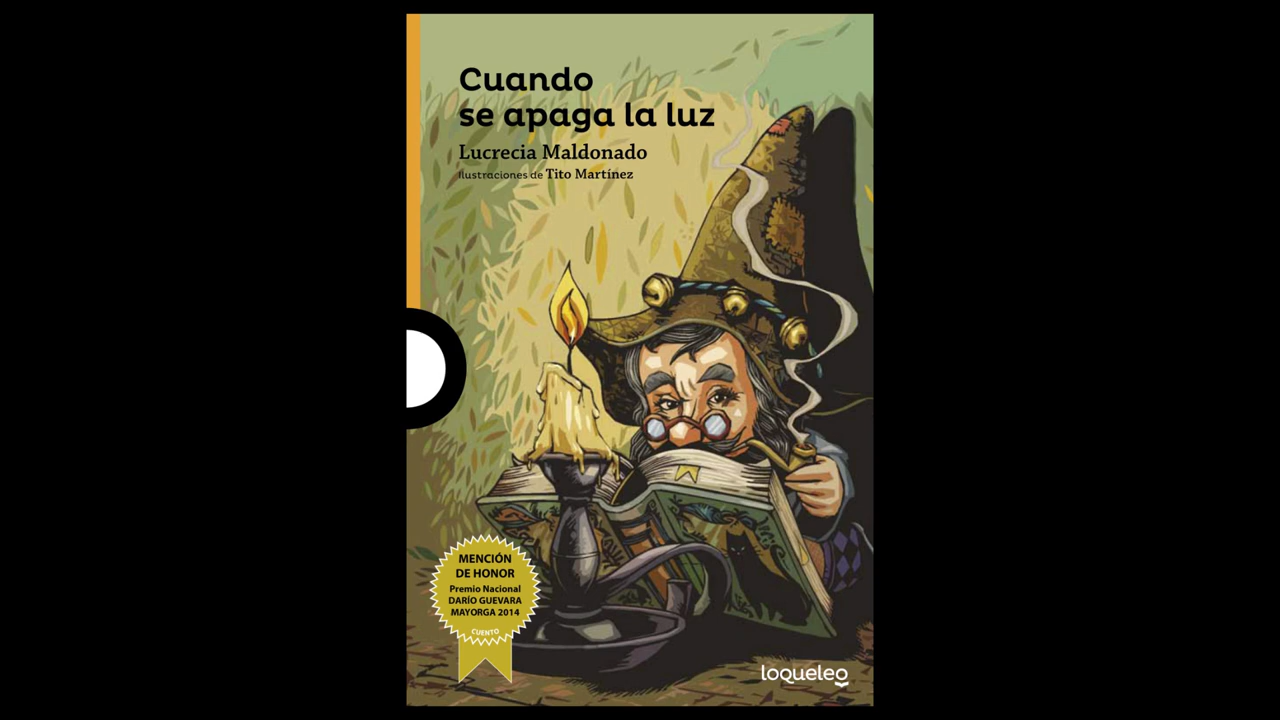 Cuando
se apaga la luz
Lucrecia Maldonado
Ilustraciones de Tito Martínez
MENCIÓN
DE HONOR
Premio Nacional
DARÍO GUEVARA
MAYORGA 2014
CUENTO
loqueleo